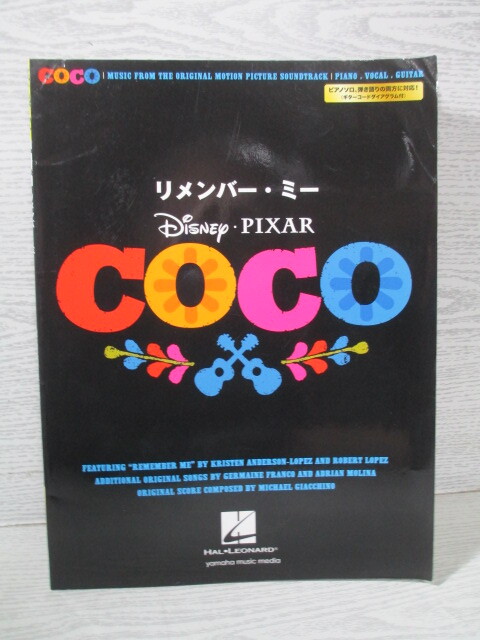 COCO | MUSIC FROM THE ORIGINAL MOTION PICTURE SOUNDTRACK | PIANO . VOCAL . GUITAR
ピアノソロ、弾き語りの両方に対応！
(ギターコードダイアグラム付)
リメンバー・ミー
Disney · PIXAR
COCO
FEATURING "REMEMBER ME" BY KRISTEN ANDERSON-LOPEZ AND ROBERT LOPEZ
ADDITIONAL ORIGINAL SONGS BY GERMAINE FRANCO AND ADRIAN MOLINA
ORIGINAL SCORE COMPOSED BY MICHAEL GIACCHINO
HAL•LEONARD®
yamaha music media